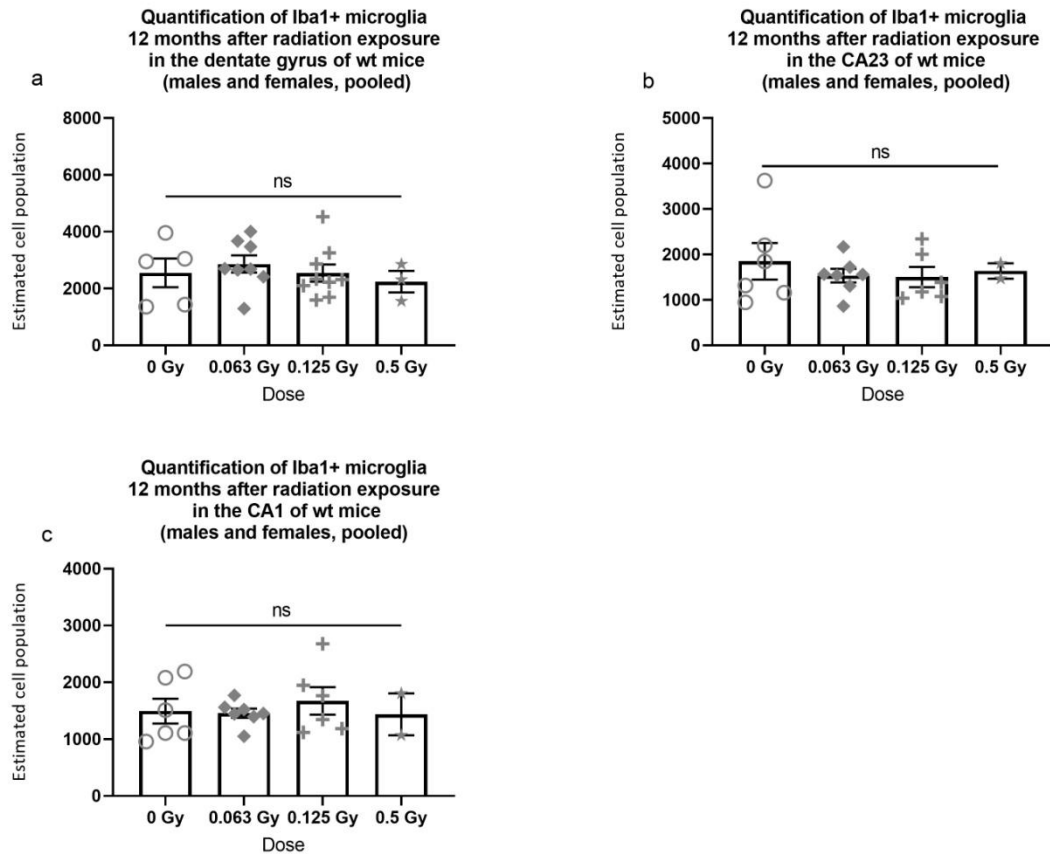 a
Quantification of Iba1+ microglia
12 months after radiation exposure
in the dentate gyrus of wt mice
(males and females, pooled)
8000
6000
4000
2000
0
Estimated cell population
ns
0 Gy 0.063 Gy 0.125 Gy 0.5 Gy
Dose
b
Quantification of Iba1+ microglia
12 months after radiation exposure
in the CA23 of wt mice
(males and females, pooled)
5000
4000
3000
2000
1000
0
Estimated cell population
ns
0 Gy 0.063 Gy 0.125 Gy 0.5 Gy
Dose
c
Quantification of Iba1+ microglia
12 months after radiation exposure
in the CA1 of wt mice
(males and females, pooled)
4000
3000
2000
1000
0
Estimated cell population
ns
0 Gy 0.063 Gy 0.125 Gy 0.5 Gy
Dose